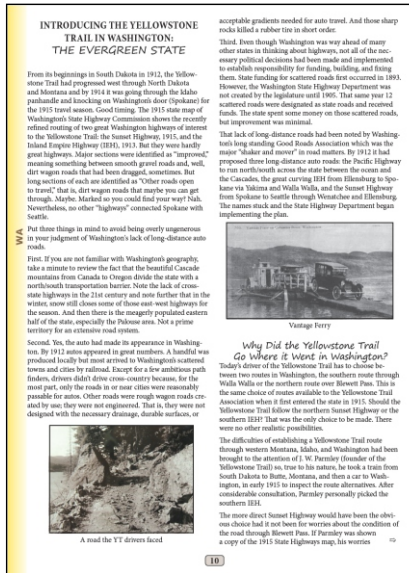 INTRODUCING THE YELLOWSTONE
TRAIL IN WASHINGTON:
THE EVERGREEN STATE
From its beginnings in South Dakota in 1912, the Yellow-
stone Trail had progressed west through North Dakota
and Montana and by 1914 it was going through the Idaho
panhandle and knocking on Washington's door (Spokane) for
the 1915 travel season. Good timing. The 1915 state map of
Washington's State Highway Commission shows the recently
refined routing of two great Washington highways of interest
to the Yellowstone Trail: the Sunset Highway, 1915, and the
Inland Empire Highway (IEH), 1913. But they were hardly
great highways. Major sections were identified as "improved,"
meaning something between smooth gravel roads and, well,
dirt wagon roads that had been dragged, sometimes. But
long sections of each are identified as "Other roads open
to travel," that is, dirt wagon roads that maybe you can get
through. Maybe. Marked so you could find your way! Nah.
Nevertheless, no other "highways" connected Spokane with
Seattle.
Put three things in mind to avoid being overly ungenerous
in your judgment of Washington's lack of long-distance auto
roads.
First. If you are not familiar with Washington's geography,
take a minute to review the fact that the beautiful Cascade
mountains from Canada to Oregon divide the state with a
north/south transportation barrier. Note the lack of cross-
state highways in the 21st century and note further that in the
winter, snow still closes some of those east-west highways for
the season. And then there is the meagerly populated eastern
half of the state, especially the Palouse area. Not a prime
territory for an extensive road system.
Second. Yes, the auto had made its appearance in Washing-
ton. By 1912 autos appeared in great numbers. A handful was
produced locally but most arrived to Washington's scattered
towns and cities by railroad. Except for a few ambitious path
finders, drivers didn't drive cross-country because, for the
most part, only the roads in or near cities were reasonably
passable for autos. Other roads were rough wagon roads cre-
ated by use; they were not engineered. That is, they were not
designed with the necessary drainage, durable surfaces, or
A road the YT drivers faced
WA
acceptable gradients needed for auto travel. And those sharp
rocks killed a rubber tire in short order.
Third. Even though Washington was way ahead of many
other states in thinking about highways, not all of the nec-
essary political decisions had been made and implemented
to establish responsibility for funding, building, and fixing
them. State funding for scattered roads first occurred in 1893.
However, the Washington State Highway Department was
not created by the legislature until 1905. That same year 12
scattered roads were designated as state roads and received
funds. The state spent some money on those scattered roads,
but improvement was minimal.
That lack of long-distance roads had been noted by Washing-
ton's long standing Good Roads Association which was the
major "shaker and mover" in road matters. By 1912 it had
proposed three long-distance auto roads: the Pacific Highway
to run north/south across the state between the ocean and
the Cascades, the great curving IEH from Ellensburg to Spo-
kane via Yakima and Walla Walla, and the Sunset Highway
from Spokane to Seattle through Wenatchee and Ellensburg.
The names stuck and the State Highway Department began
implementing the plan.
Vantage Ferry
Why Did the Yellowstone Trail
Go Where it Went in Washington?
Today's driver of the Yellowstone Trail has to choose be-
tween two routes in Washington, the southern route through
Walla Walla or the northern route over Blewett Pass. This is
the same choice of routes available to the Yellowstone Trail
Association when it first entered the state in 1915. Should the
Yellowstone Trail follow the northern Sunset Highway or the
southern IEH? That was the only choice to be made. There
were no other realistic possibilities.
The difficulties of establishing a Yellowstone Trail route
through western Montana, Idaho, and Washington had been
brought to the attention of J. W. Parmley (founder of the
Yellowstone Trail) so, true to his nature, he took a train from
South Dakota to Butte, Montana, and then a car to Wash-
ington, in early 1915 to inspect the route alternatives. After
considerable consultation, Parmley personally picked the
southern IEH.
The more direct Sunset Highway would have been the obvi-
ous choice had it not been for worries about the condition of
the road through Blewett Pass. If Parmley was shown
a copy of the 1915 State Highways map, his worries ⇨
10